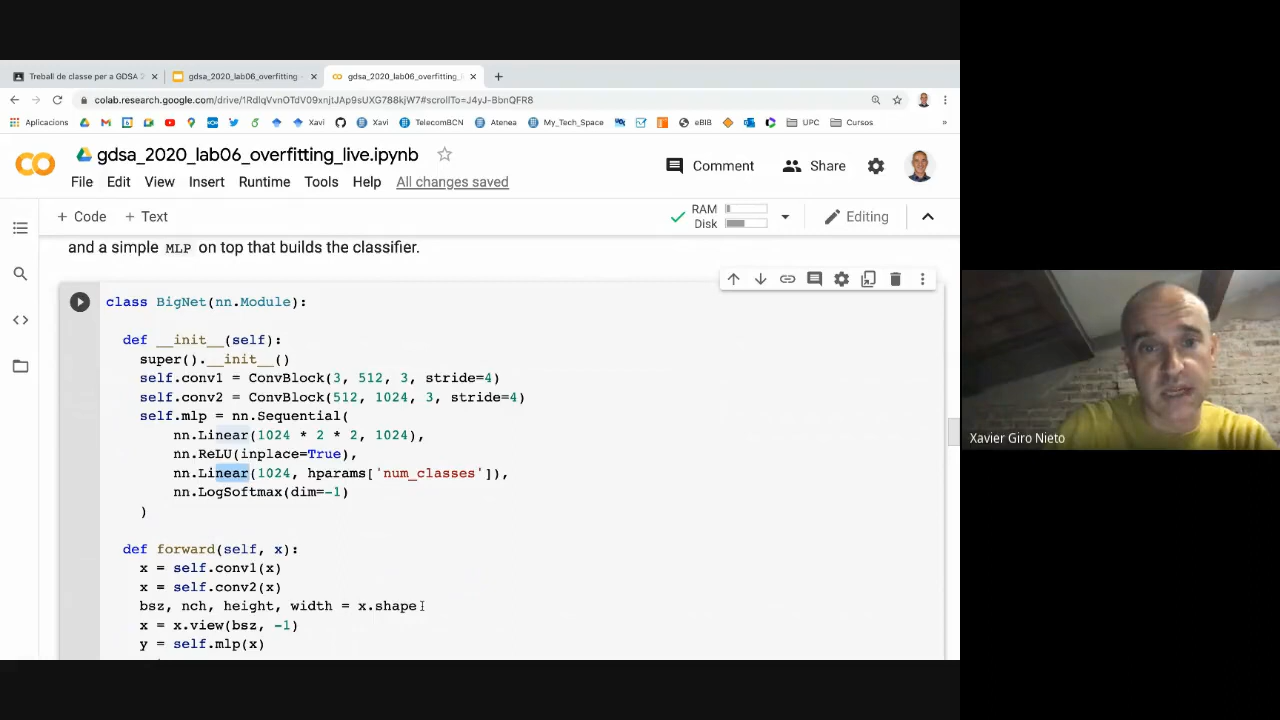 Treball de classe per a GDSA
gdsa_2020_lab06_overfitting
gdsa_2020_lab06_overfitting_l
colab.research.google.com/drive/1RdlqVvnOTdV09xnjtJAp9sUXG788kjW7#scrollTo=J4yJ-BbnQFR8
Aplicacions
Xavi
Xavi
TelecomBCN
Atenea
My_Tech_Space
eBIB
UPC
Cursos
»
gdsa_2020_lab06_overfitting_live.ipynb
Comment
Share
File Edit View Insert Runtime Tools Help All changes saved
+ Code + Text
RAM
Disk
Editing
and a simple MLP on top that builds the classifier.
class BigNet(nn.Module):
def __init__(self):
super().__init__()
self.conv1 = ConvBlock(3, 512, 3, stride=4)
self.conv2 = ConvBlock(512, 1024, 3, stride=4)
self.mlp = nn.Sequential(
nn.Linear(1024 * 2 * 2, 1024),
nn.ReLU(inplace=True),
nn.Linear(1024, hparams['num_classes']),
nn.LogSoftmax(dim=-1)
)
def forward(self, x):
x = self.conv1(x)
x = self.conv2(x)
bsz, nch, height, width = x.shape
x = x.view(bsz, -1)
y = self.mlp(x)
Xavier Giro Nieto